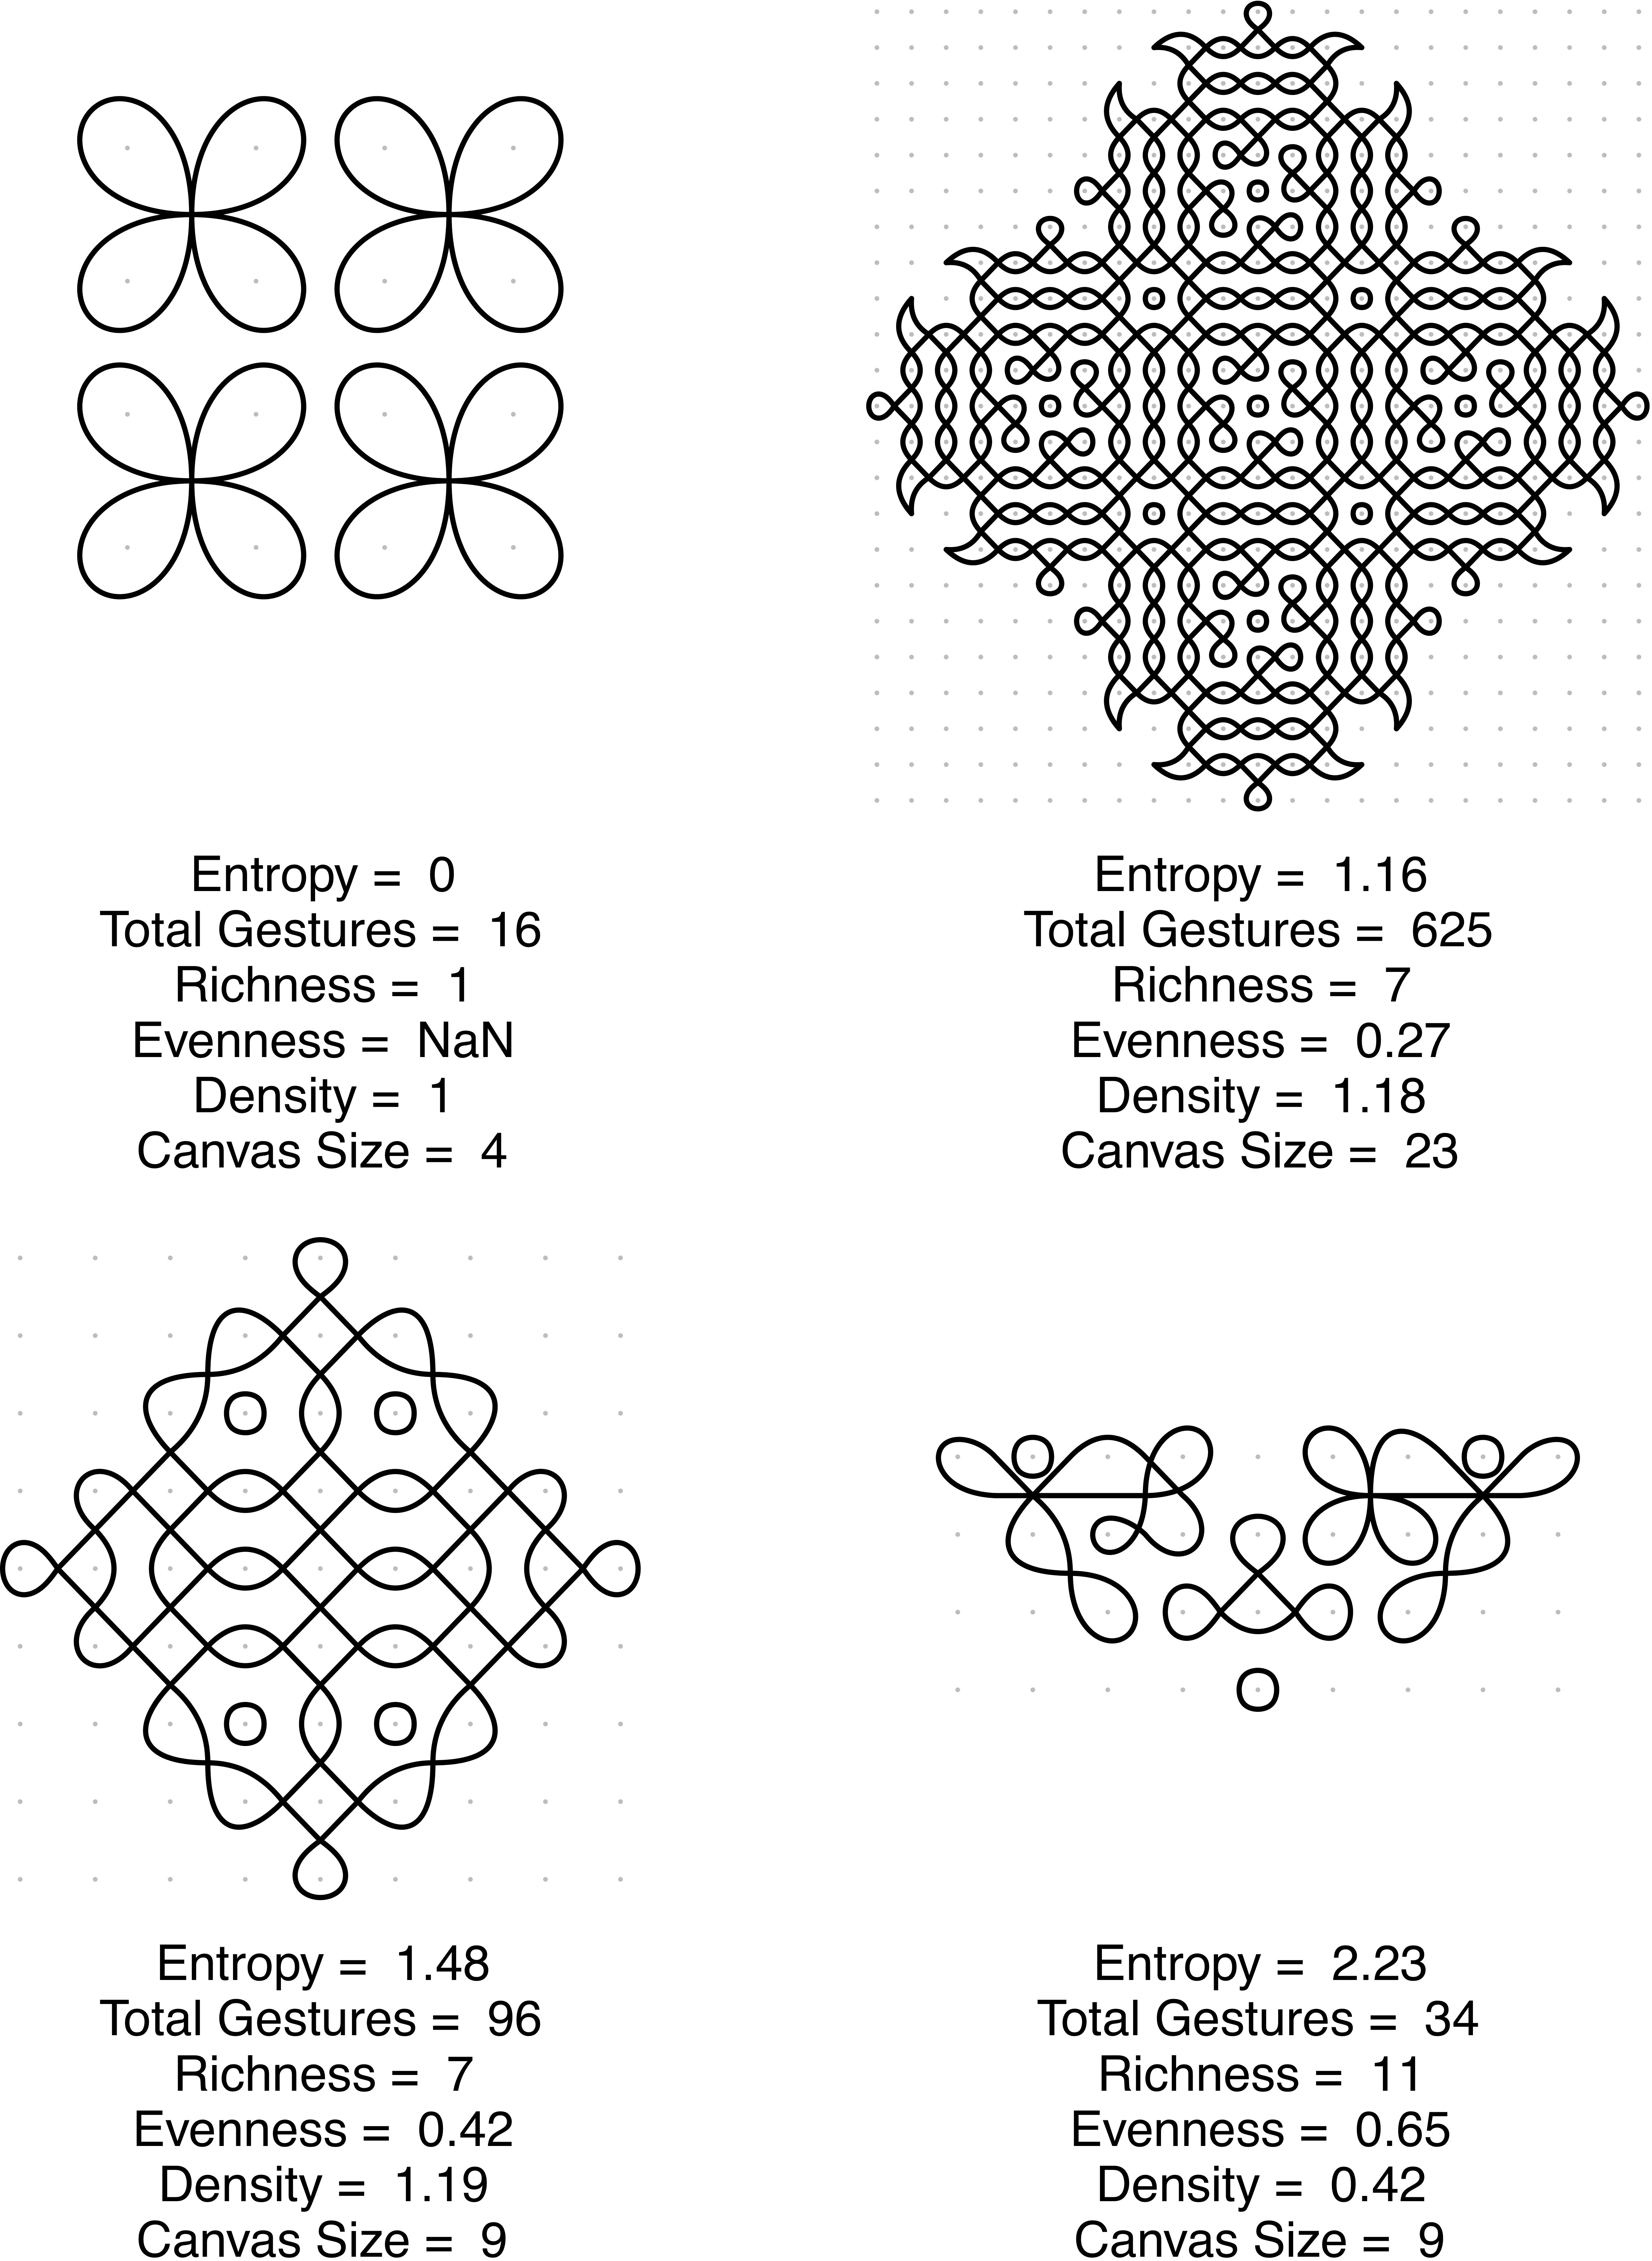 Entropy = 0
Total Gestures = 16
Richness = 1
Evenness = NaN
Density = 1
Canvas Size = 4
Entropy = 1.16
Total Gestures = 625
Richness = 7
Evenness = 0.27
Density = 1.18
Canvas Size = 23
Entropy = 1.48
Total Gestures = 96
Richness = 7
Evenness = 0.42
Density = 1.19
Canvas Size = 9
Entropy = 2.23
Total Gestures = 34
Richness = 11
Evenness = 0.65
Density = 0.42
Canvas Size = 9